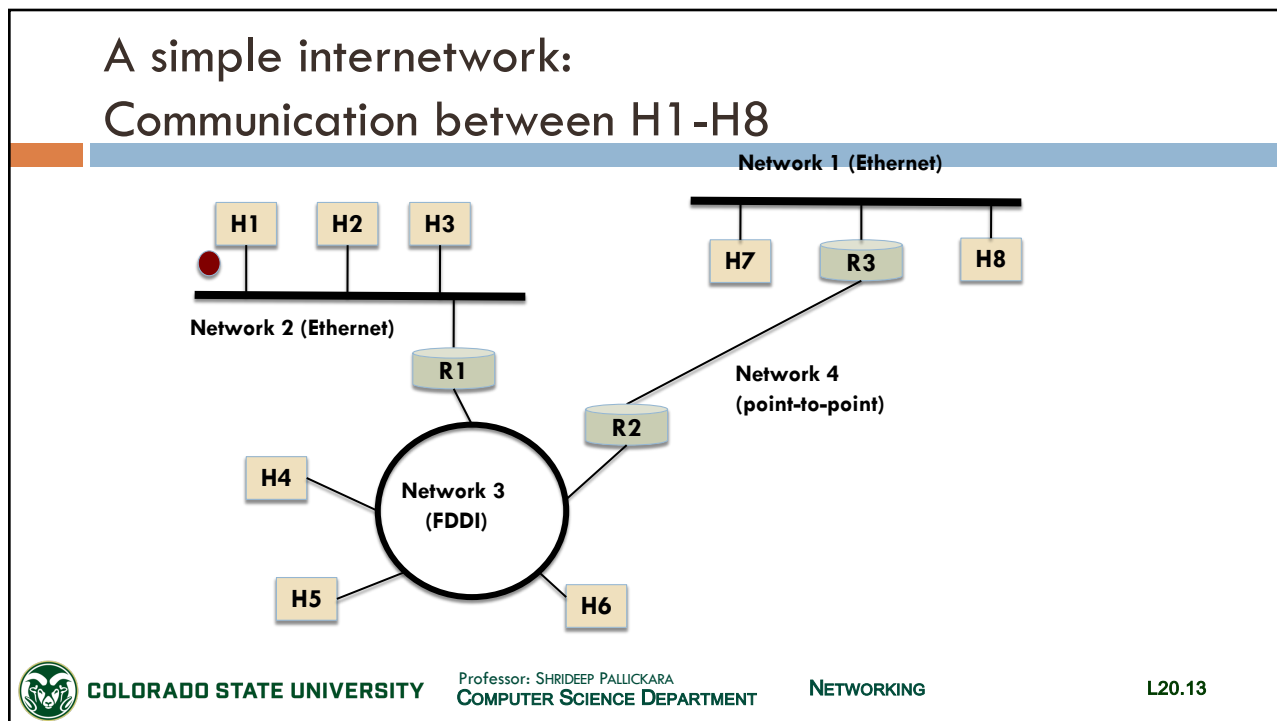 A simple internetwork:
Communication between H1-H8
Network 1 (Ethernet)
H1
H2
H3
H7
R3
H8
Network 2 (Ethernet)
R1
Network 4
(point-to-point)
R2
H4
Network 3
(FDDI)
H5
H6
COLORADO STATE UNIVERSITY
Professor: SHRIDEEP PALLICKARA
COMPUTER SCIENCE DEPARTMENT
NETWORKING
L20.13